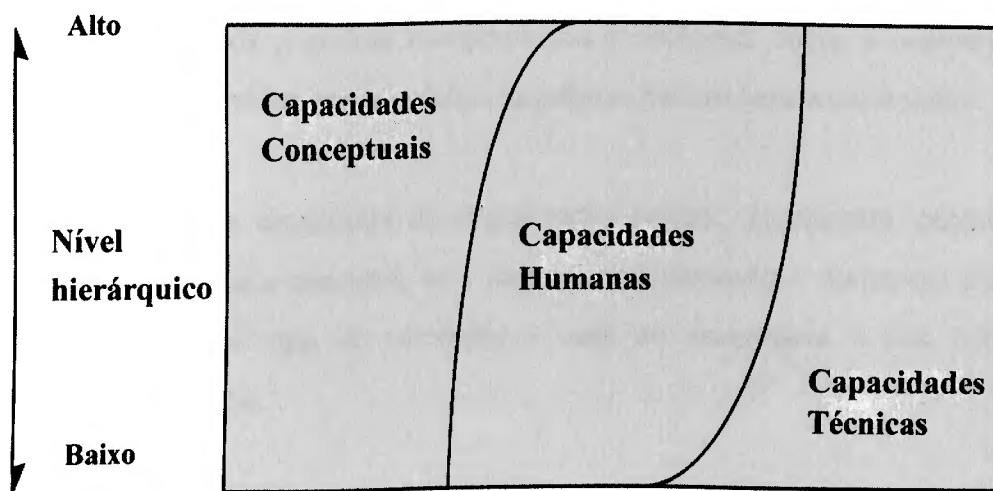 Alto
Capacidades
Conceptuais
Nível
hierárquico
Capacidades
Humanas
Capacidades
Técnicas
Baixo